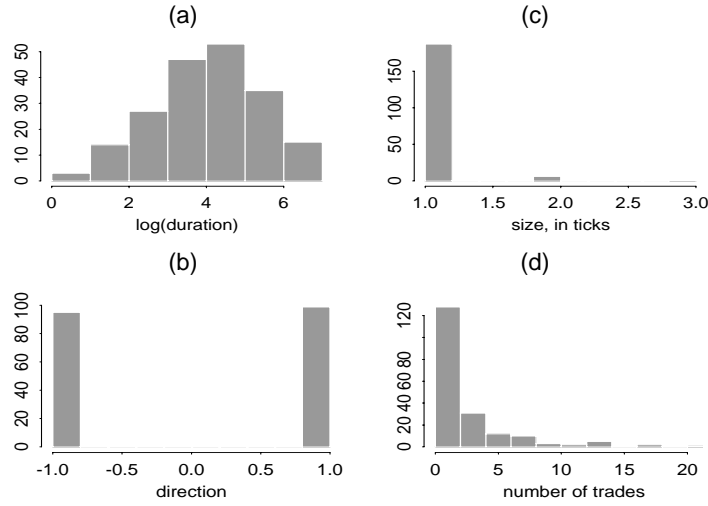 (a)
0 10 20 30 40 50
0 2 4 6
log(duration)
(c)
0 50 100 150
1.0 1.5 2.0 2.5 3.0
size, in ticks
(b)
0 20 40 60 80 100
-1.0 -0.5 0.0 0.5 1.0
direction
(d)
0 20 40 60 80 120
0 5 10 15 20
number of trades